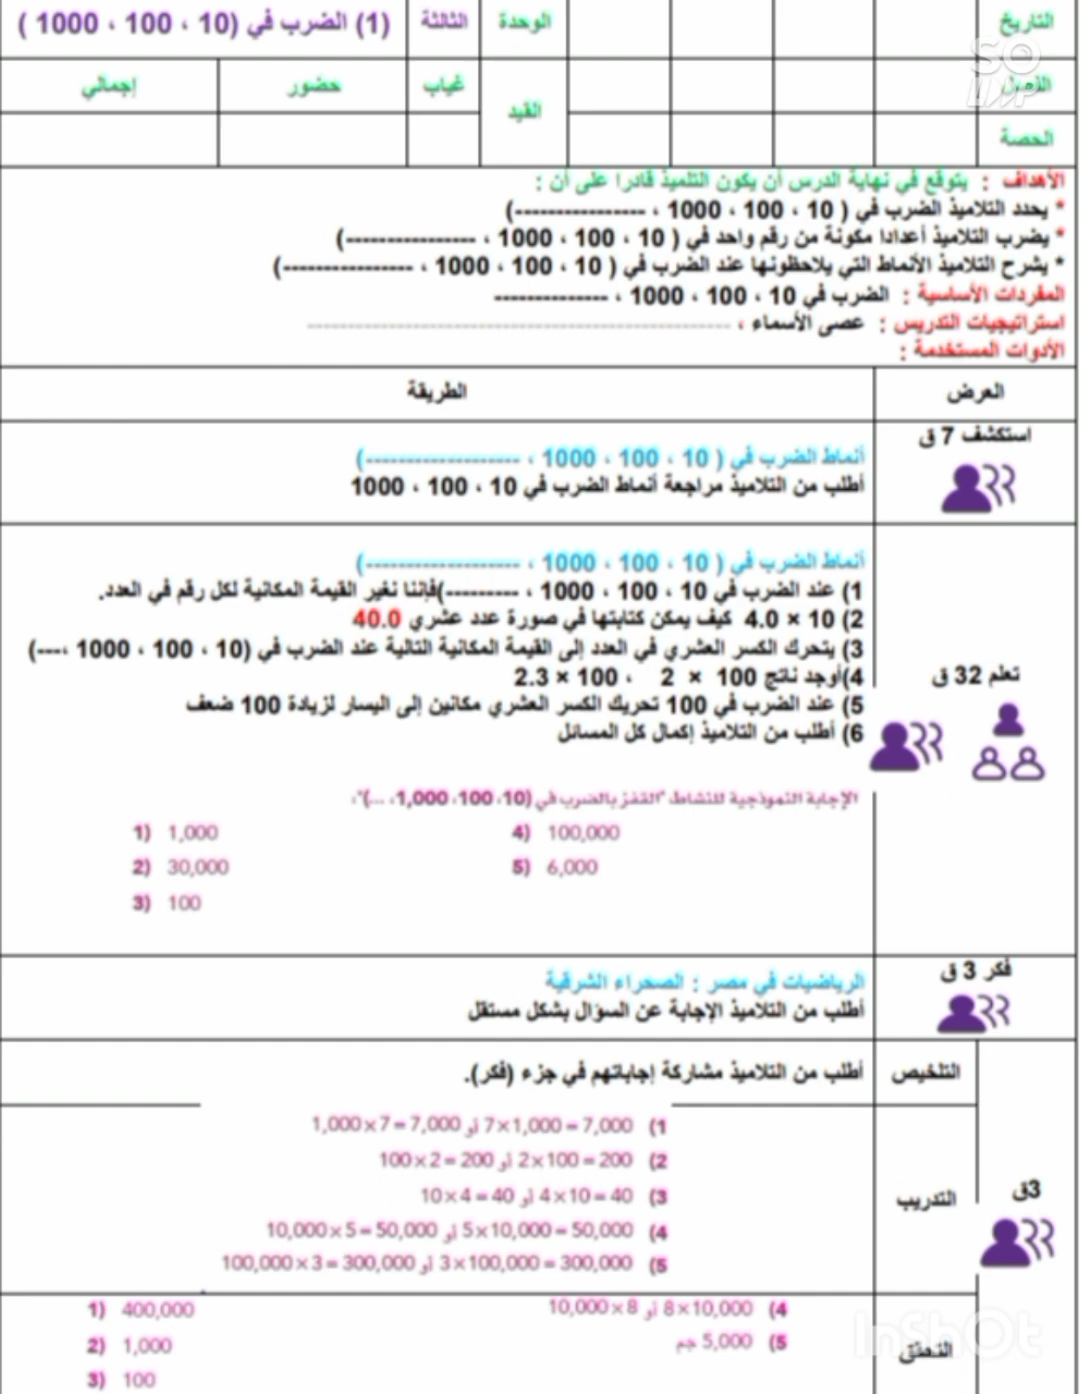 التاريخ
الوحدة
الثالثة
(1) الضرب في (10 ، 100 ، 1000 )
SO
LMP
الفصل
القيد
غياب
حضور
إجمالي
الحصة
الأهداف : يتوقع في نهاية الدرس أن يكون التلميذ قادرا على أن :
* يحدد التلاميذ الضرب في ( 10 ، 100 ، 1000 ، ----------------)
* يضرب التلاميذ أعدادا مكونة من رقم واحد في ( 10 ، 100 ، 1000 ، ----------------)
* يشرح التلاميذ الأنماط التي يلاحظونها عند الضرب في ( 10 ، 100 ، 1000 ، ----------------)
المفردات الأساسية : الضرب في 10 ، 100 ، 1000 ، --------------
استراتيجيات التدريس : عصى الأسماء ، ------------------------------------------------
الأدوات المستخدمة :
العرض
الطريقة
استكشف 7 ق
أنماط الضرب في ( 10 ، 100 ، 1000 ، -------------------)
أطلب من التلاميذ مراجعة أنماط الضرب في 10 ، 100 ، 1000
تعلم 32 ق
أنماط الضرب في ( 10 ، 100 ، 1000 ، -------------------)
1) عند الضرب في 10 ، 100 ، 1000 ، ---------)فإننا نغير القيمة المكانية لكل رقم في العدد.
2) 10 × 4.0 كيف يمكن كتابتها في صورة عدد عشري 40.0
3) يتحرك الكسر العشري في العدد إلى القيمة المكانية التالية عند الضرب في (10 ، 100 ، 1000 ،---)
4)أوجد ناتج 100 × 2 ، 100 × 2.3
5) عند الضرب في 100 تحريك الكسر العشري مكانين إلى اليسار لزيادة 100 ضعف
6) أطلب من التلاميذ إكمال كل المسائل
الإجابة النموذجية للنشاط "القفز بالضرب في (10، 100، 1,000، ...)":
1) 1,000
4) 100,000
2) 30,000
5) 6,000
3) 100
فكر 3 ق
الرياضيات في مصر : الصحراء الشرقية
أطلب من التلاميذ الإجابة عن السؤال بشكل مستقل
التلخيص
أطلب من التلاميذ مشاركة إجاباتهم في جزء (فكر).
3ق
التدريب
1) 7×1,000=7,000 أو 1,000×7=7,000
2) 2×100=200 أو 100×2=200
3) 4×10=40 أو 10×4=40
4) 5×10,000=50,000 أو 10,000×5=50,000
5) 3×100,000=300,000 أو 100,000×3=300,000
التحقق
4) 8×10,000 أو 10,000×8
1) 400,000
5) 5,000 جم
2) 1,000
3) 100
InShOt